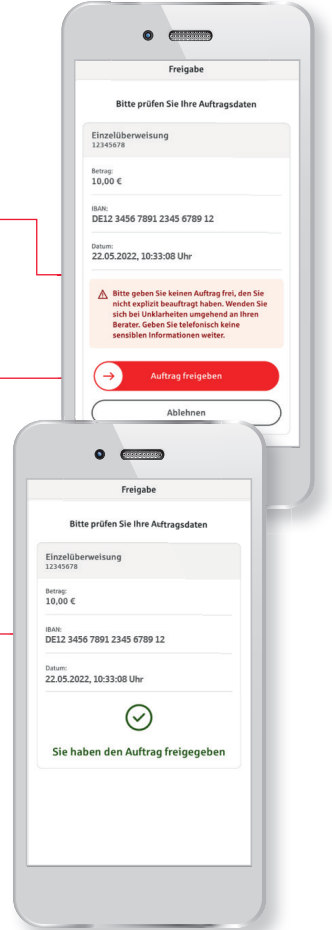 Freigabe
Bitte prüfen Sie Ihre Auftragsdaten
Einzelüberweisung
12345678
Betrag:
10,00 €
IBAN:
DE12 3456 7891 2345 6789 12
Datum:
22.05.2022, 10:33:08 Uhr
Bitte geben Sie keinen Auftrag frei, den Sie
nicht explizit beauftragt haben. Wenden Sie
sich bei Unklarheiten umgehend an Ihren
Berater. Geben Sie telefonisch keine
sensiblen Informationen weiter.
Auftrag freigeben
Ablehnen
Freigabe
Bitte prüfen Sie Ihre Auftragsdaten
Einzelüberweisung
12345678
Betrag:
10,00 €
IBAN:
DE12 3456 7891 2345 6789 12
Datum:
22.05.2022, 10:33:08 Uhr
Sie haben den Auftrag freigegeben